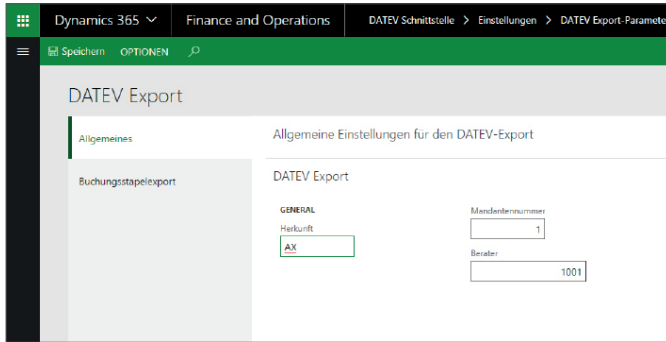 Dynamics 365 Finance and Operations DATEV Schnittstelle > Einstellungen > DATEV Export-Paramete
Speichern OPTIONEN
DATEV Export
Allgemeines
Buchungsstapelexport
Allgemeine Einstellungen für den DATEV-Export
DATEV Export
GENERAL
Herkunft
AX
Mandantennummer
1
Berater
1001